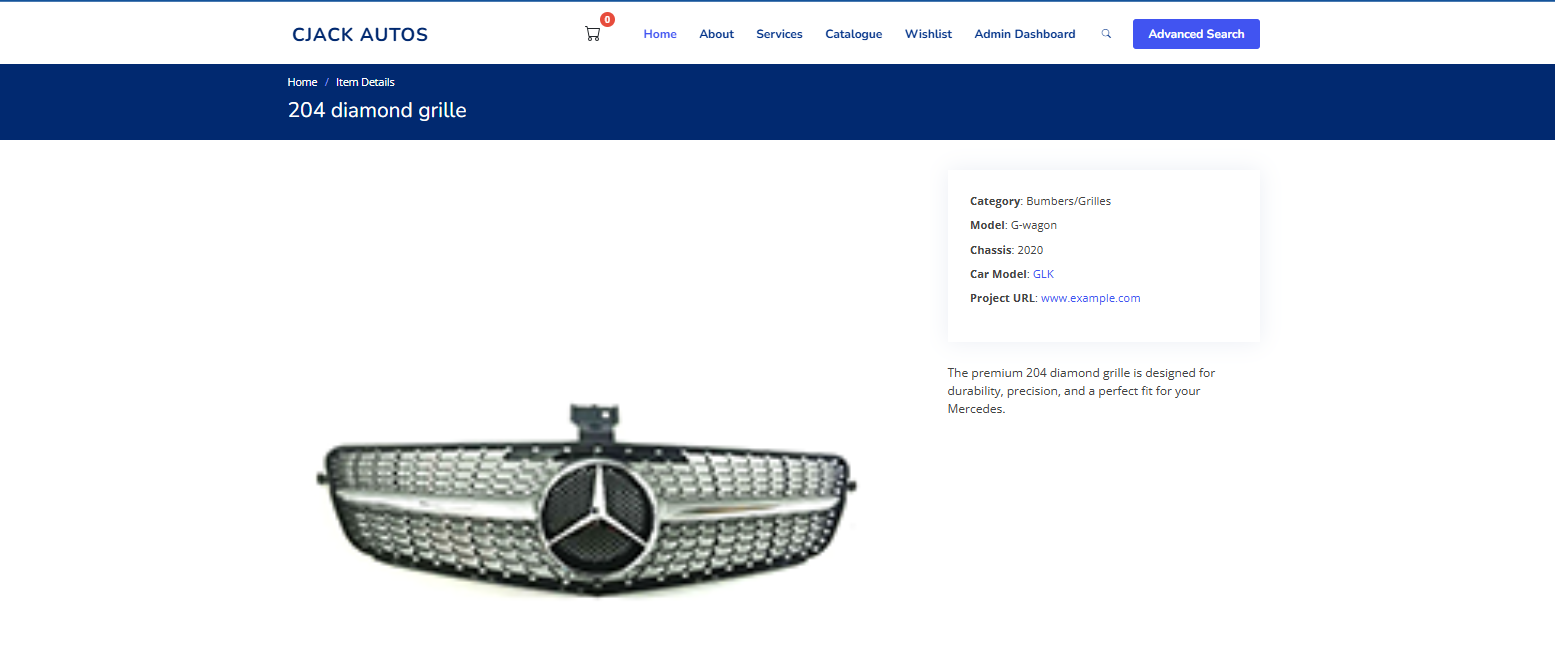 CJACK AUTOS
0
Home About Services Catalogue Wishlist Admin Dashboard Advanced Search
Home / Item Details
204 diamond grille
Category: Bumbers/Grilles
Model: G-wagon
Chassis: 2020
Car Model: GLK
Project URL: www.example.com
The premium 204 diamond grille is designed for
durability, precision, and a perfect fit for your
Mercedes.